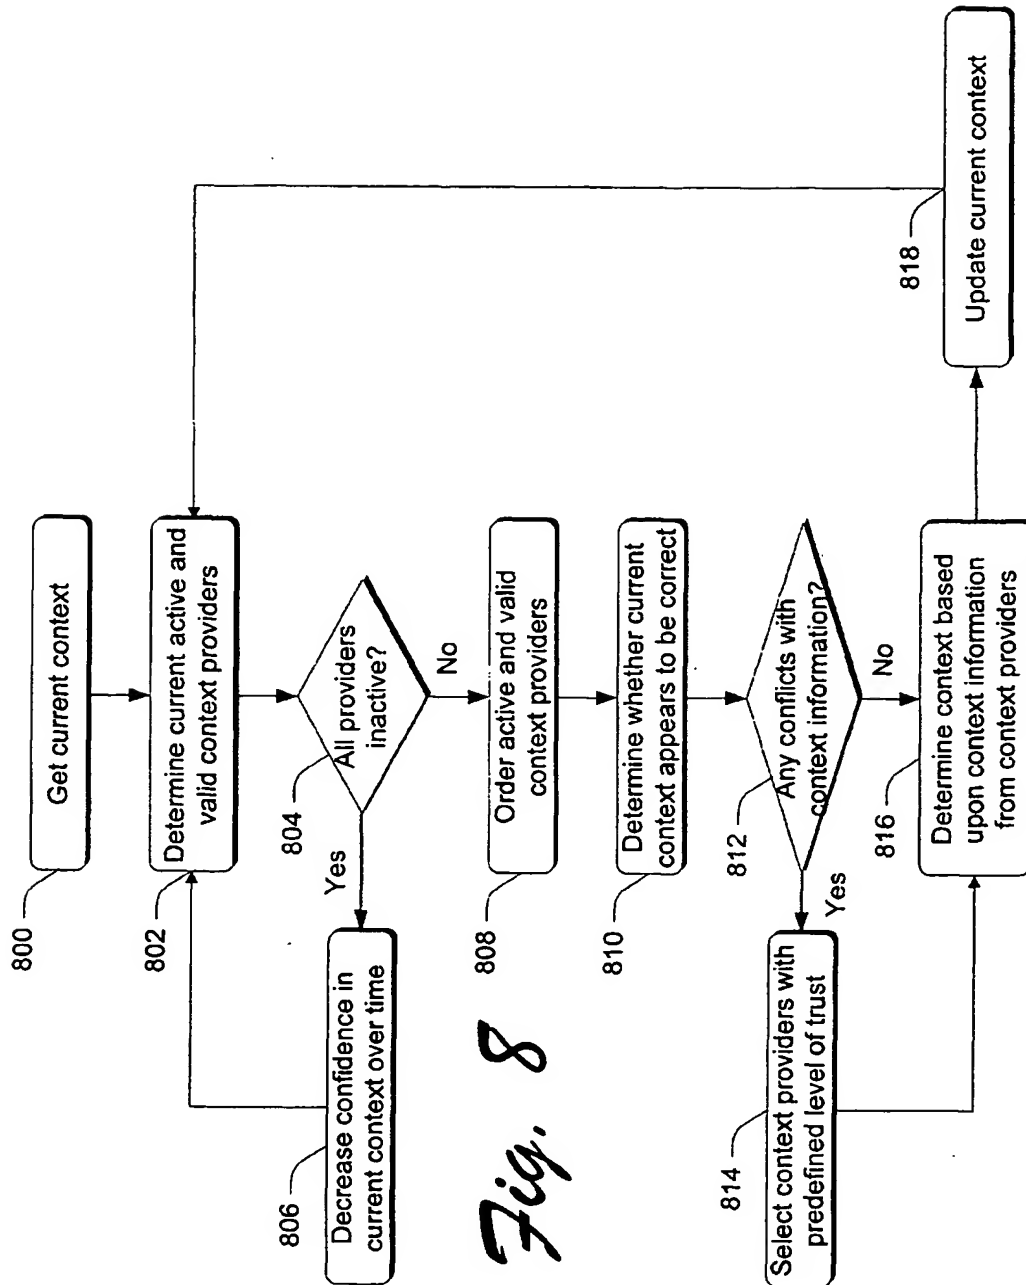 800
Get current context
802
Determine current active and
valid context providers
804
All providers
inactive?
Yes
No
806
Decrease confidence in
current context over time
808
Order active and valid
context providers
810
Determine whether current
context appears to be correct
812
Any conflicts with
context information?
Yes
No
814
Select context providers with
predefined level of trust
816
Determine context based
upon context information
from context providers
818
Update current context
Fig. 8